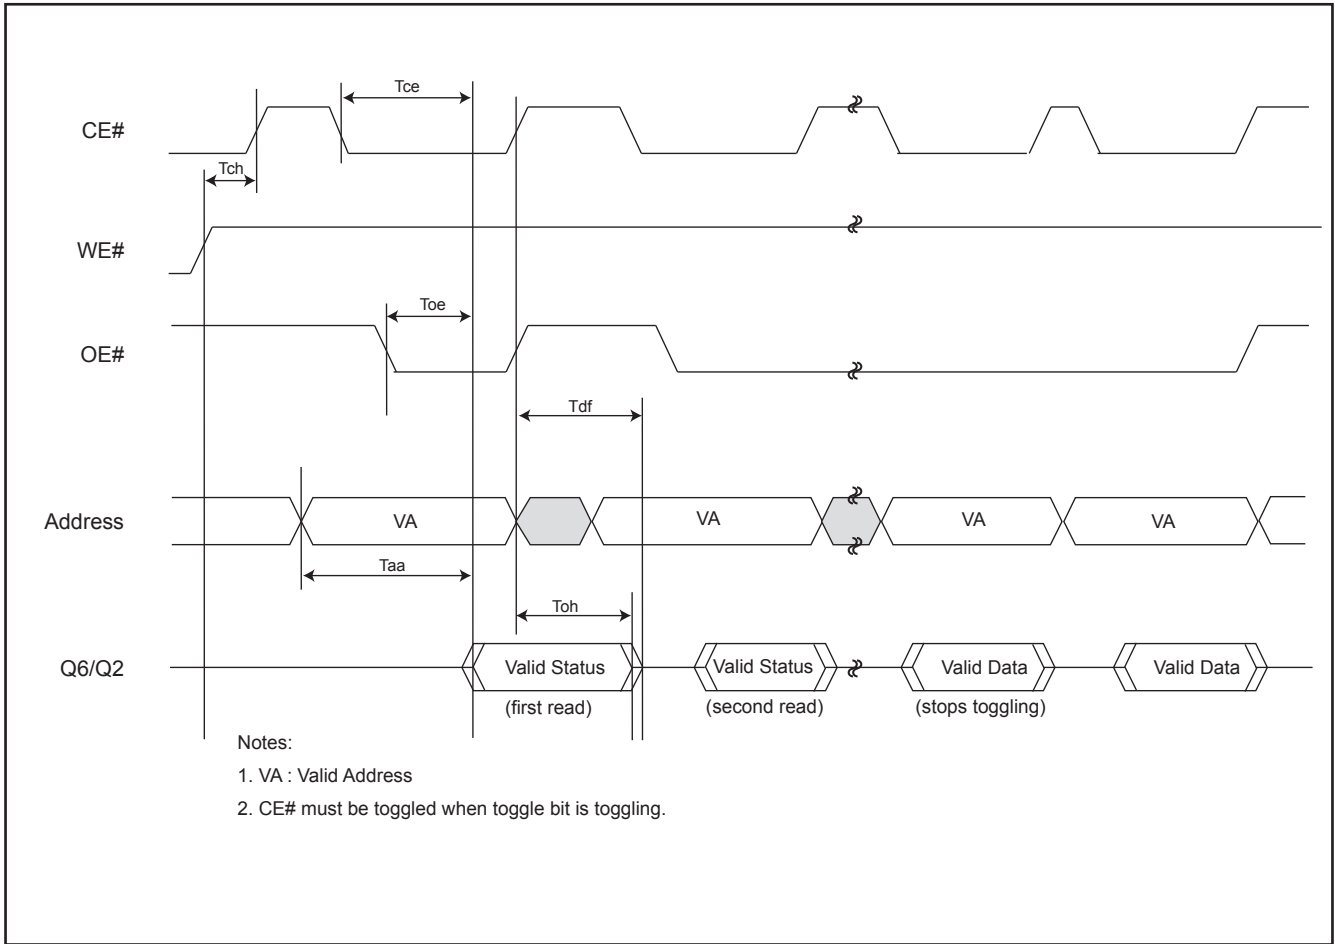 Tce
CE#
Tch
WE#
Toe
OE#
Tdf
Address
VA
VA
VA
VA
Taa
Toh
Q6/Q2
Valid Status
Valid Status
Valid Data
Valid Data
(first read)
(second read)
(stops toggling)
Notes:
1. VA : Valid Address
2. CE# must be toggled when toggle bit is toggling.